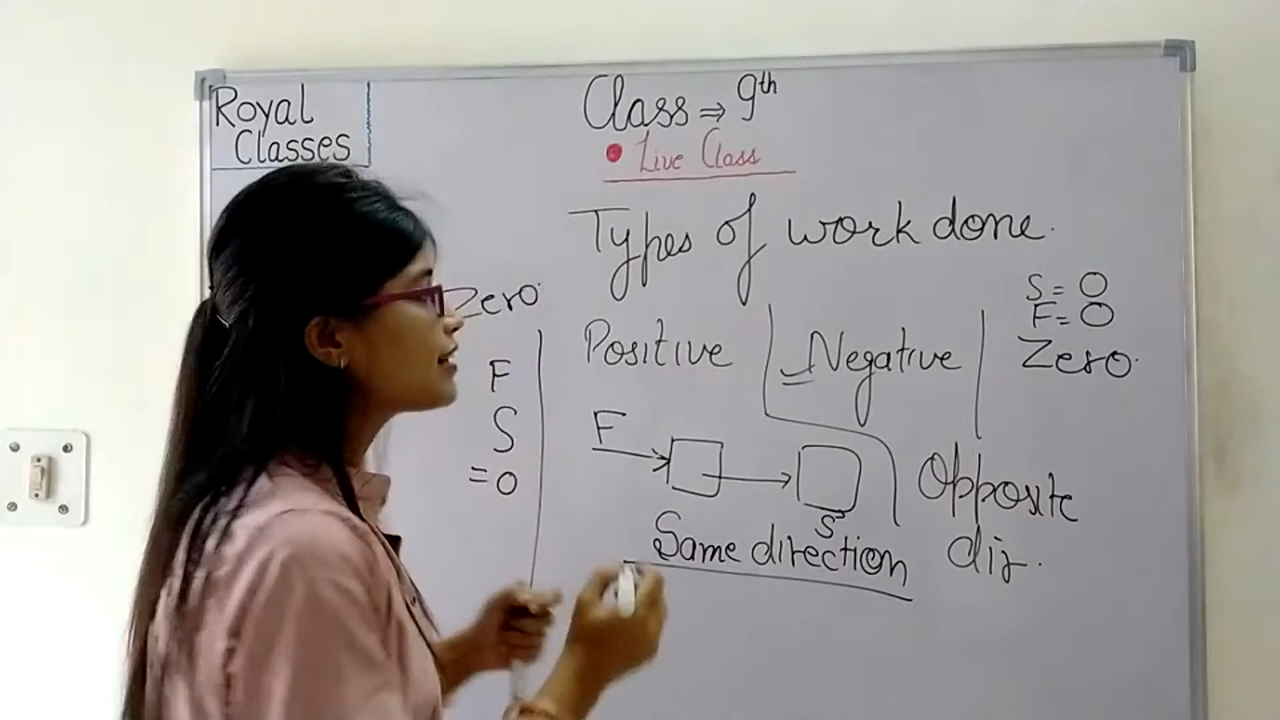 Royal
Classes
Class ⇒ 9th
• Live Class
Types of work done.
Zero
F
S
=0
Positive
Negative
S=0
F=0
Zero.
F
S
Same direction
Opposite
dir.